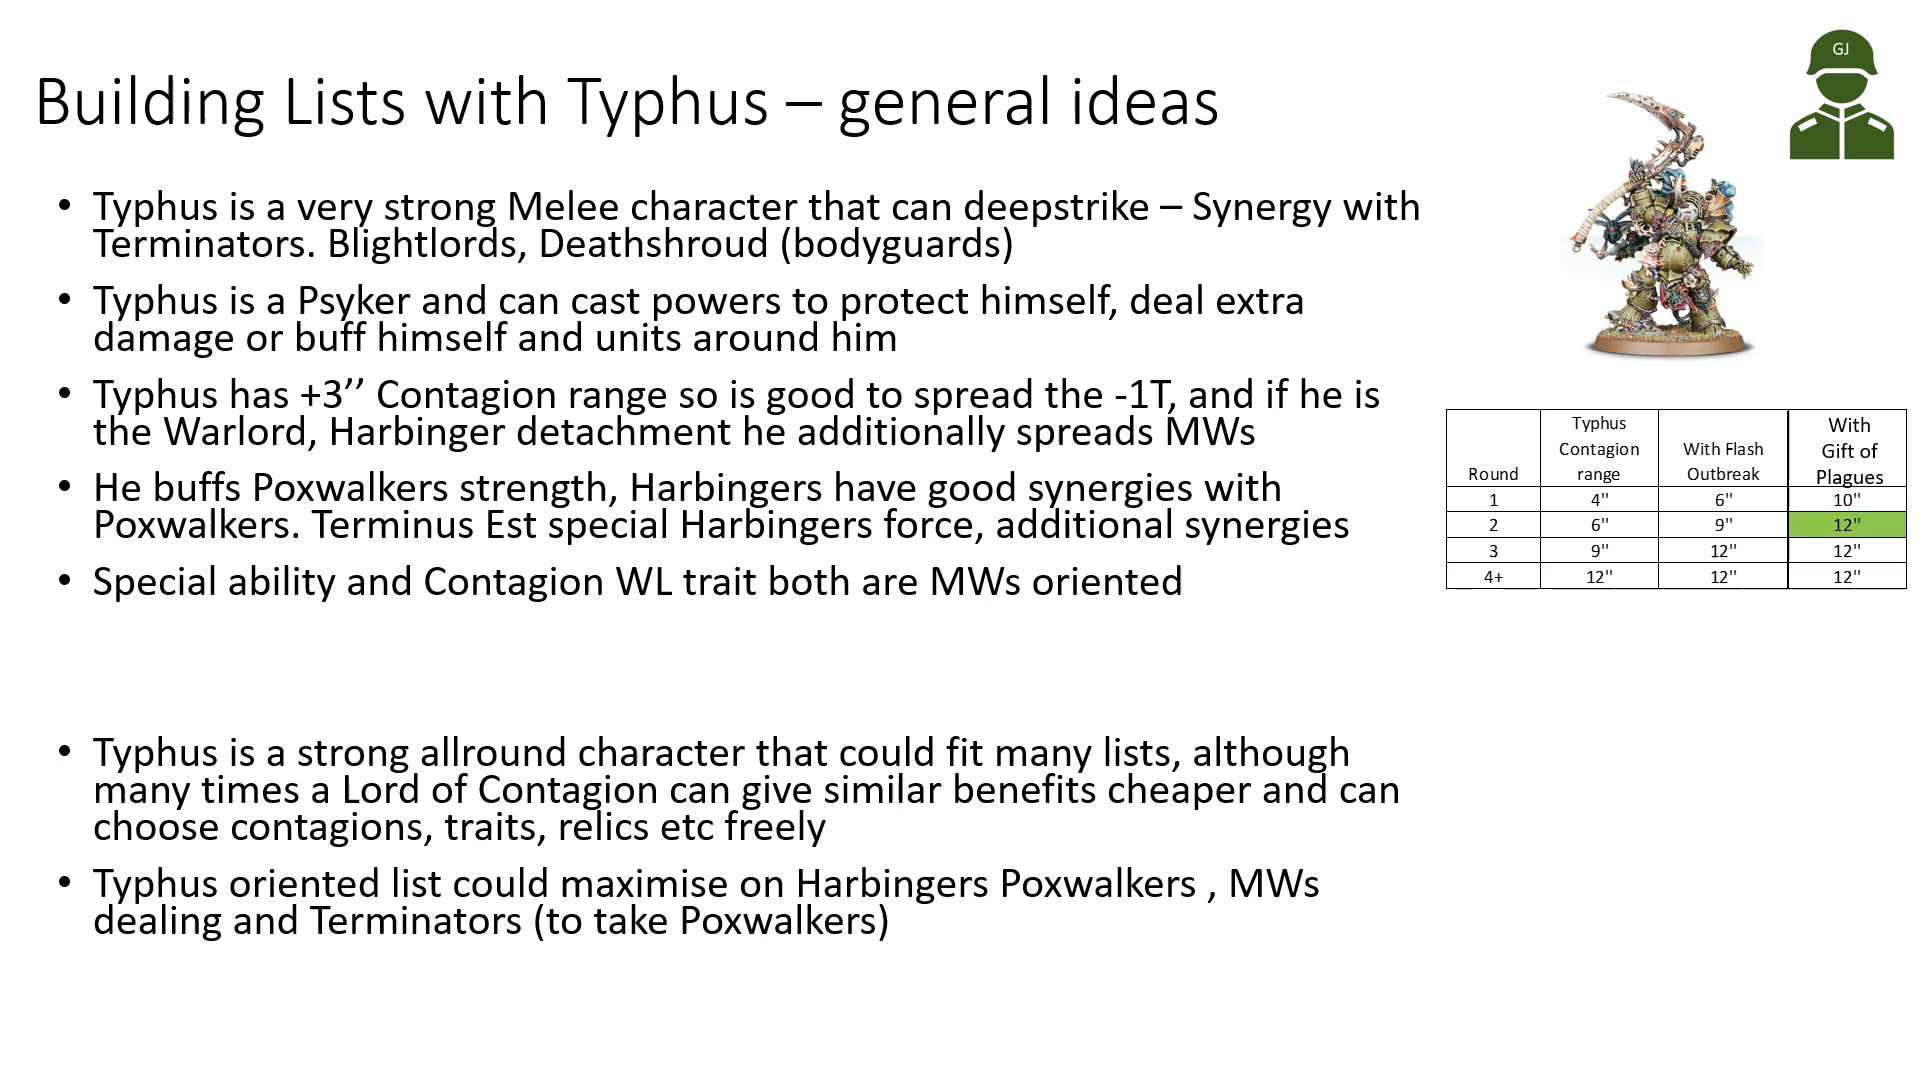 GJ
Building Lists with Typhus – general ideas
• Typhus is a very strong Melee character that can deepstrike – Synergy with
Terminators. Blightlords, Deathshroud (bodyguards)
• Typhus is a Psyker and can cast powers to protect himself, deal extra
damage or buff himself and units around him
• Typhus has +3’’ Contagion range so is good to spread the -1T, and if he is
the Warlord, Harbinger detachment he additionally spreads MWs
• He buffs Poxwalkers strength, Harbingers have good synergies with
Poxwalkers. Terminus Est special Harbingers force, additional synergies
• Special ability and Contagion WL trait both are MWs oriented
• Typhus is a strong allround character that could fit many lists, although
many times a Lord of Contagion can give similar benefits cheaper and can
choose contagions, traits, relics etc freely
• Typhus oriented list could maximise on Harbingers Poxwalkers , MWs
dealing and Terminators (to take Poxwalkers)
Round
Typhus
Contagion
range
With Flash
Outbreak
With
Gift of
Plagues
1 4" 6" 10"
2 6" 9" 12"
3 9" 12" 12"
4+ 12" 12" 12"